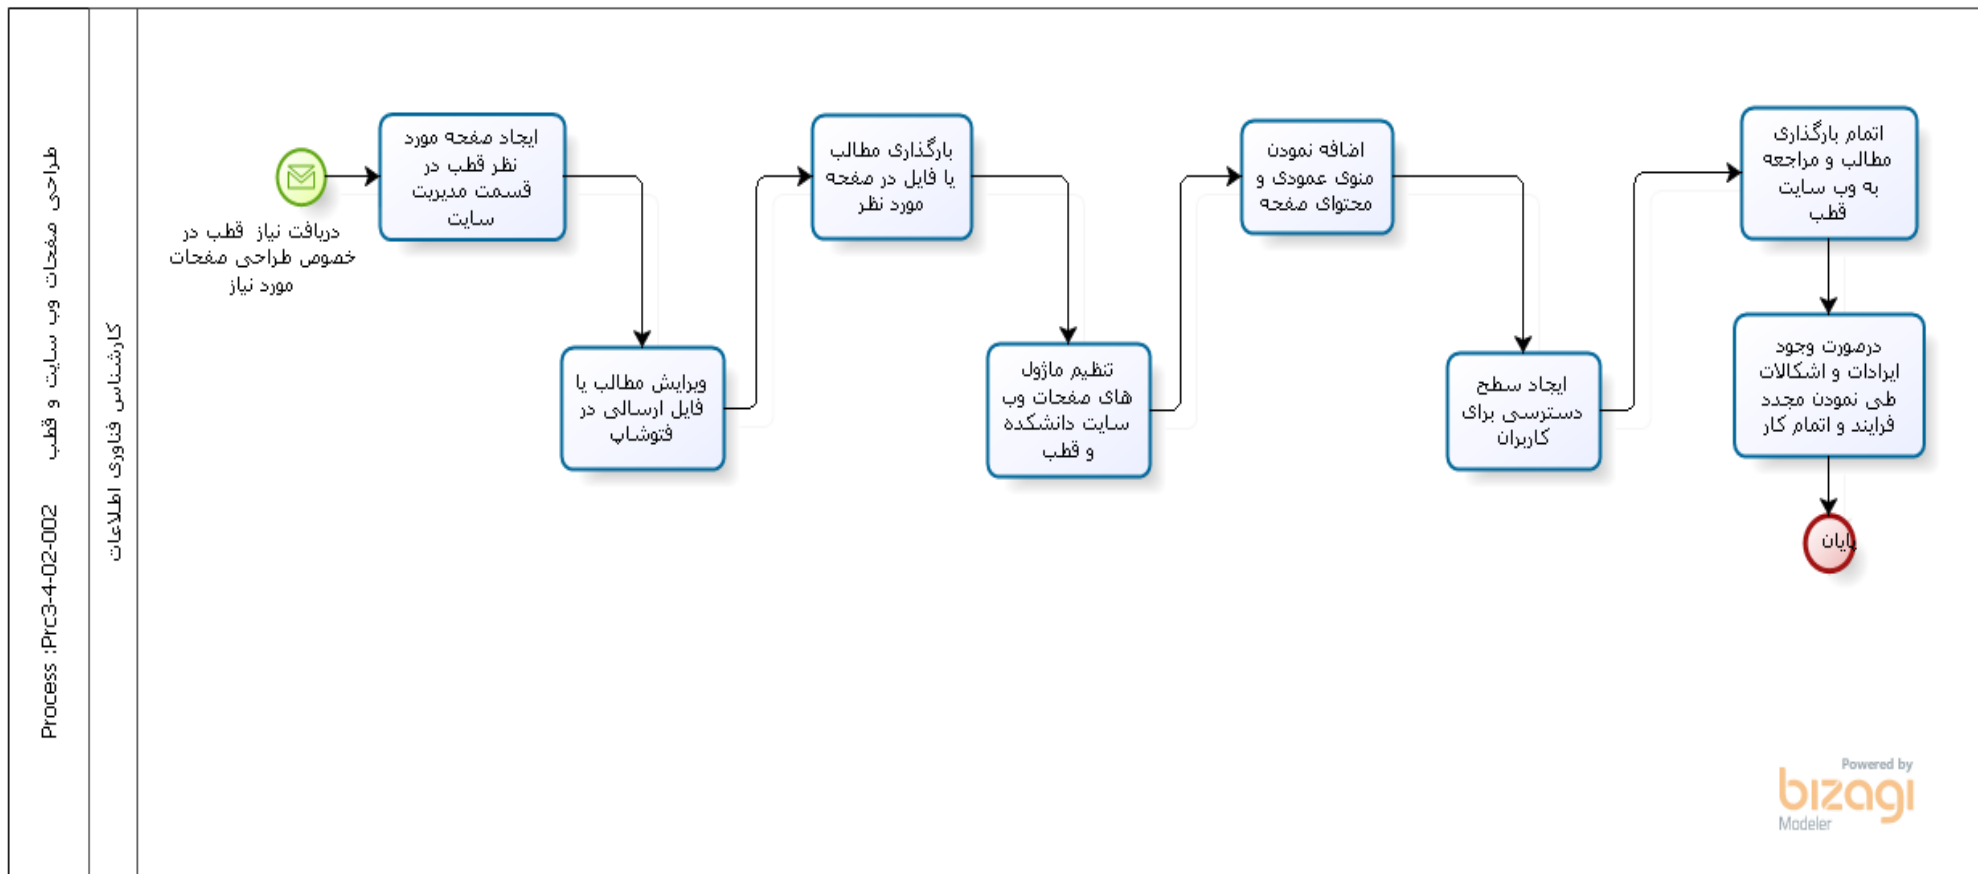 طراحی صفحات وب سایت و قطب Process :Prc3-4-02-002
کارشناس فناوری اطلاعات
دریافت نیاز قطب در
خصوص طراحی صفحات
مورد نیاز
ایجاد صفحه مورد
نظر قطب در
قسمت مدیریت
سایت
ویرایش مطالب یا
فایل ارسالی در
فتوشاپ
بارگذاری مطالب
یا فایل در صفحه
مورد نظر
تنظیم ماژول
های صفحات وب
سایت دانشکده
و قطب
اضافه نمودن
منوی عمودی و
محتوای صفحه
ایجاد سطح
دسترسی برای
کاربران
اتمام بارگذاری
مطالب و مراجعه
به وب سایت
قطب
درصورت وجود
ایرادات و اشکالات
طی نمودن مجدد
فرایند و اتمام کار
پایان
Powered by
bizagi
Modeler